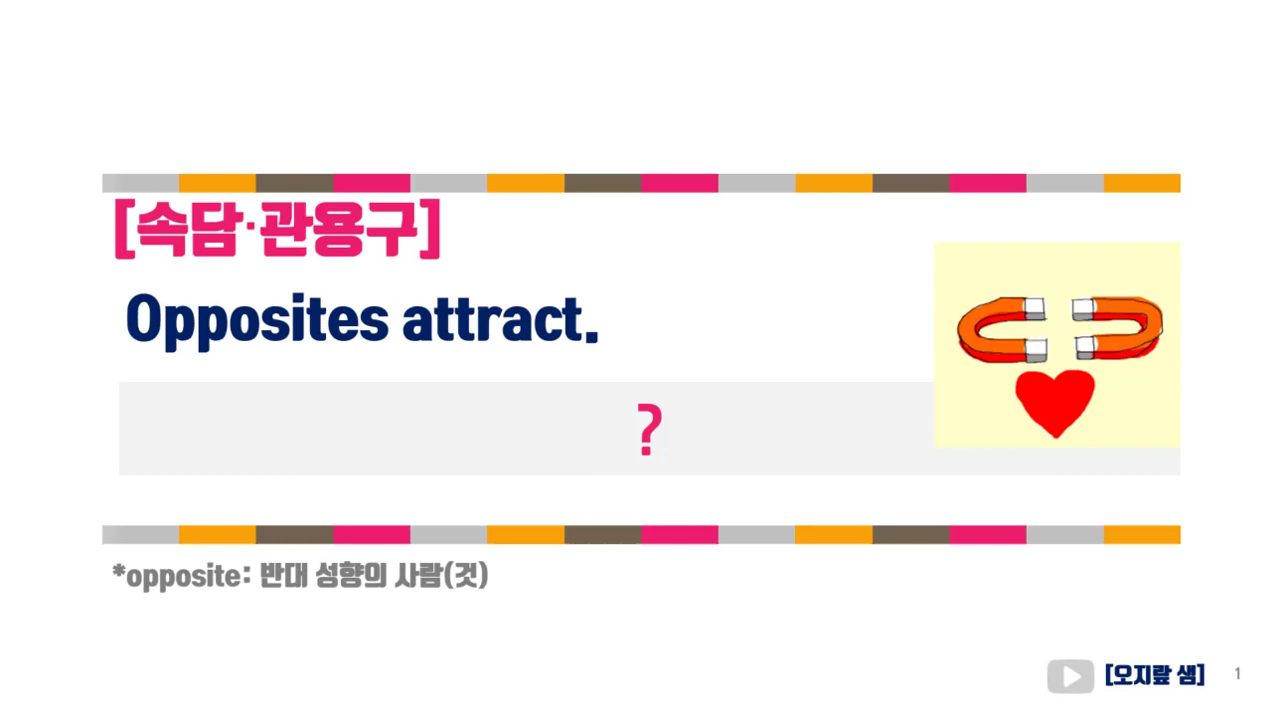 [속담·관용구]
Opposites attract.
?
*opposite: 반대 성향의 사람(것)
[오지랖 샘] 1